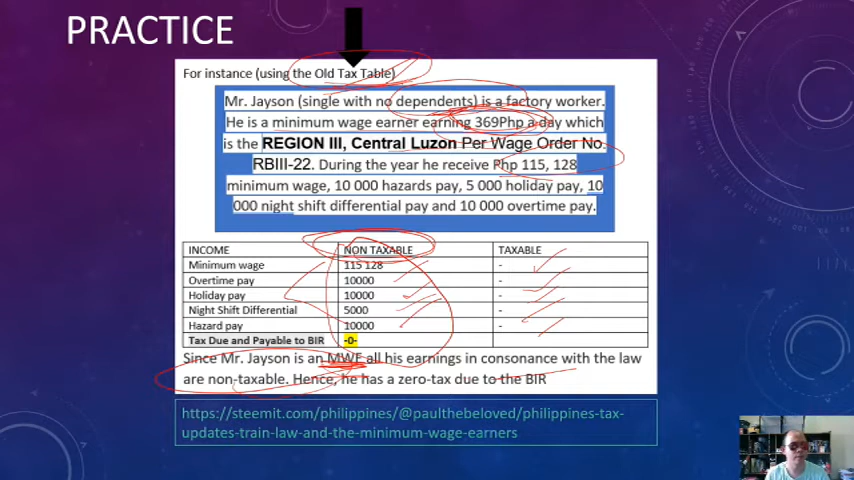 PRACTICE
For instance (using the Old Tax Table)
Mr. Jayson (single with no dependents) is a factory worker.
He is a minimum wage earner earning 369Php a day which
is the REGION III, Central Luzon Per Wage Order No.
RBIII-22. During the year he receive Php 115, 128
minimum wage, 10 000 hazards pay, 5 000 holiday pay, 10
000 night shift differential pay and 10 000 overtime pay.
INCOME NON TAXABLE TAXABLE
Minimum wage 115 128 -
Overtime pay 10000 -
Holiday pay 10000 -
Night Shift Differential 5000 -
Hazard pay 10000 -
Tax Due and Payable to BIR -0-
Since Mr. Jayson is an MWE all his earnings in consonance with the law
are non-taxable. Hence, he has a zero-tax due to the BIR
https://steemit.com/philippines/@paulthebeloved/philippines-tax-
updates-train-law-and-the-minimum-wage-earners